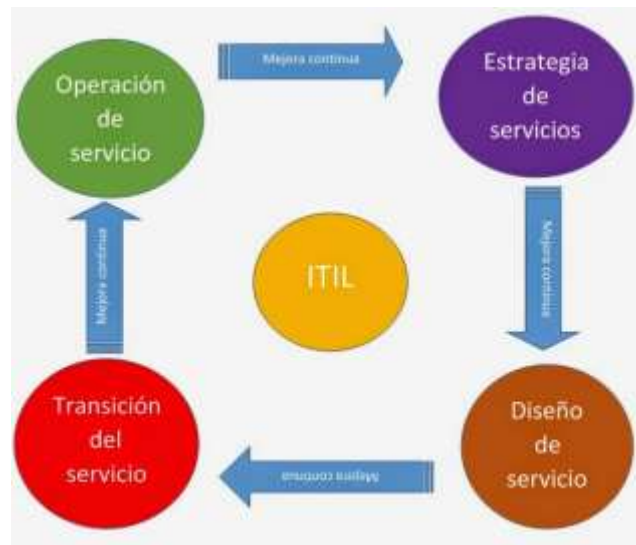 Operación
de
servicio
Mejora continua
Estrategia
de
servicios
Mejora continua
ITIL
Mejora continua
Transición
del
servicio
Mejora continua
Diseño
de
servicio